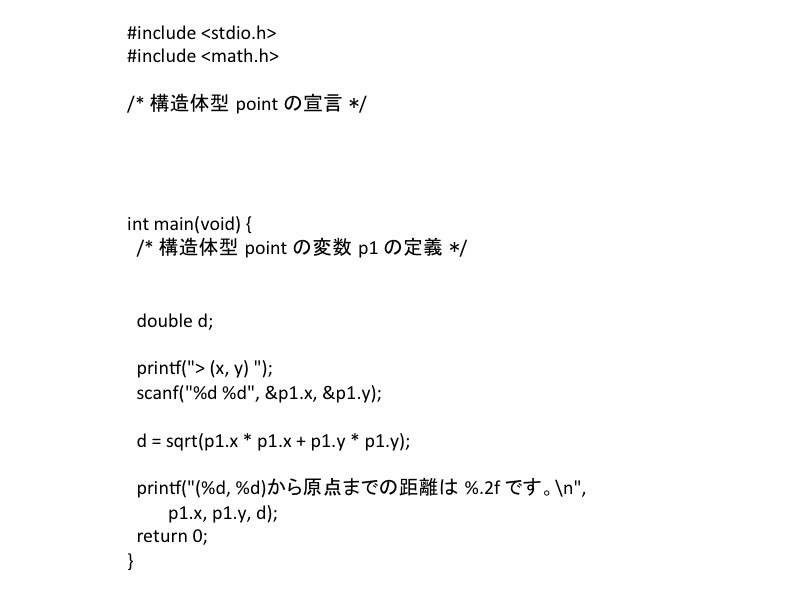 #include <stdio.h>
#include <math.h>
/* 構造体型 point の宣言 */
int main(void) {
/* 構造体型 point の変数 p1 の定義 */
double d;
printf("> (x, y) ");
scanf("%d %d", &p1.x, &p1.y);
d = sqrt(p1.x * p1.x + p1.y * p1.y);
printf("(%d, %d)から原点までの距離は %.2f です。\n",
p1.x, p1.y, d);
return 0;
}